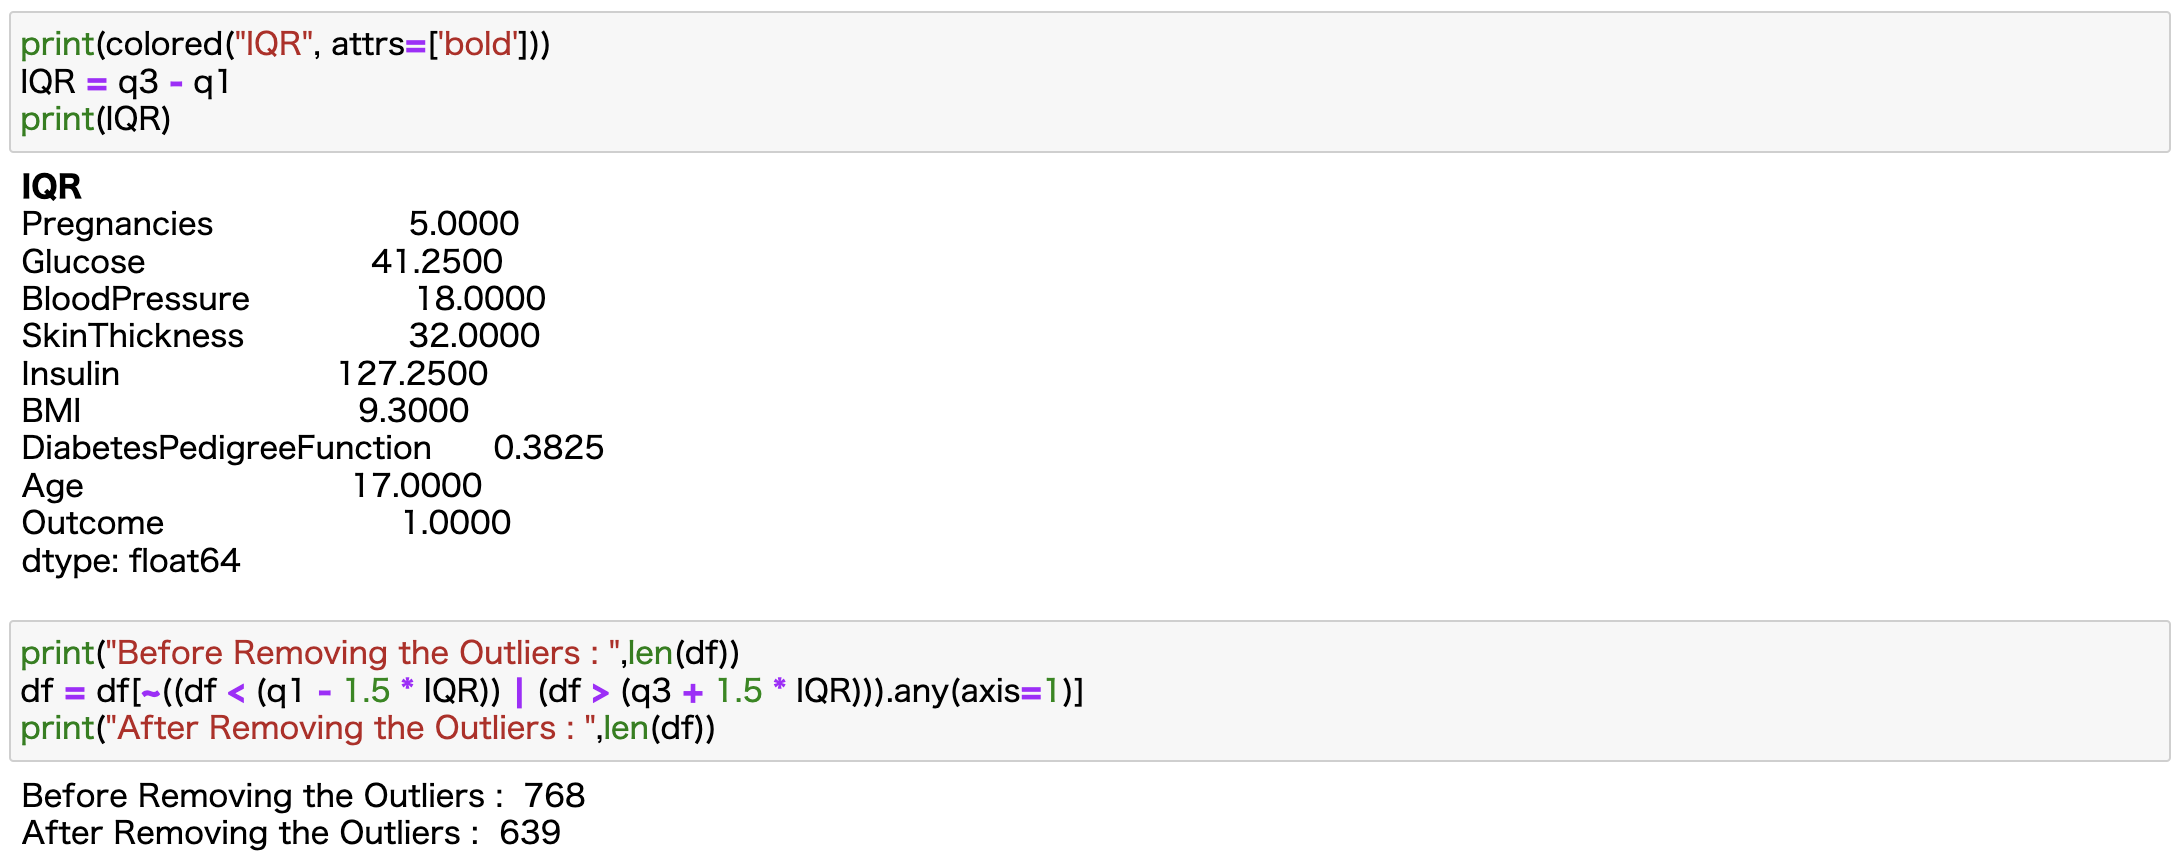 print(colored("IQR", attrs=['bold']))
IQR = q3 - q1
print(IQR)
IQR
Pregnancies 5.0000
Glucose 41.2500
BloodPressure 18.0000
SkinThickness 32.0000
Insulin 127.2500
BMI 9.3000
DiabetesPedigreeFunction 0.3825
Age 17.0000
Outcome 1.0000
dtype: float64
print("Before Removing the Outliers : ",len(df))
df = df[~((df < (q1 - 1.5 * IQR)) | (df > (q3 + 1.5 * IQR))).any(axis=1)]
print("After Removing the Outliers : ",len(df))
Before Removing the Outliers :  768
After Removing the Outliers :  639